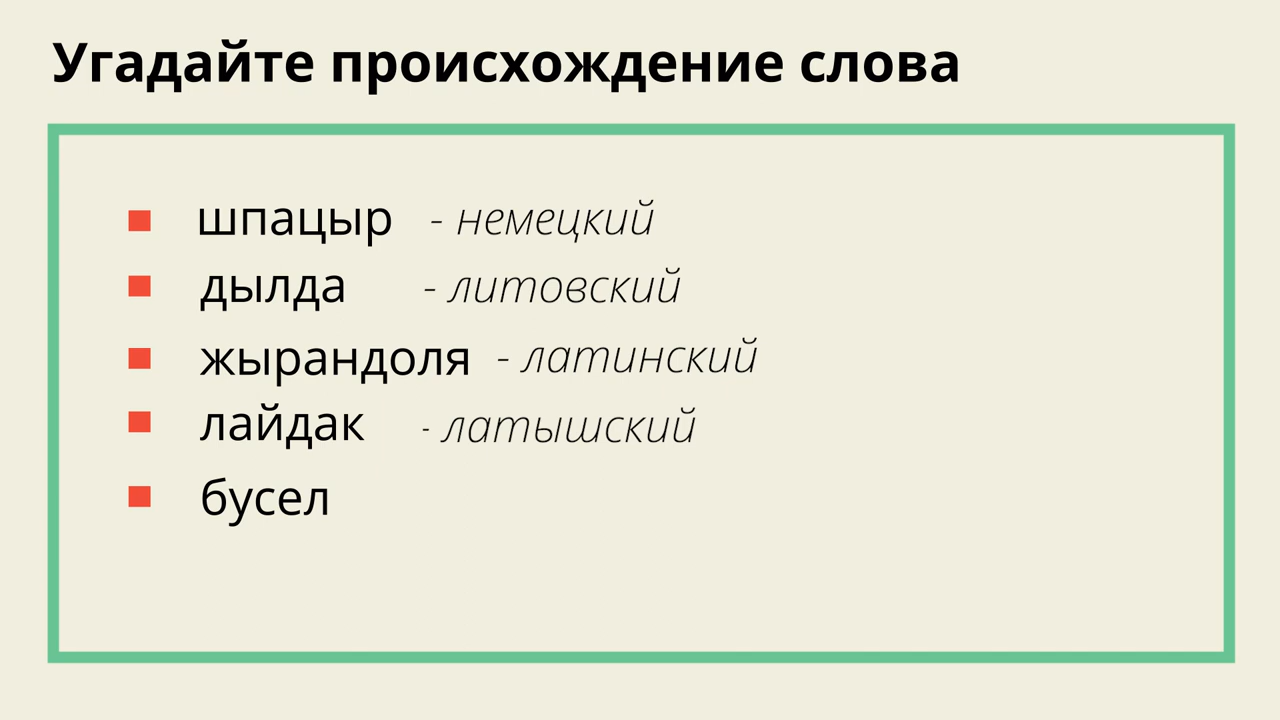 Угадайте происхождение слова
шпацыр - немецкий
дылда - литовский
жырандоля - латинский
лайдак - латышский
бусел